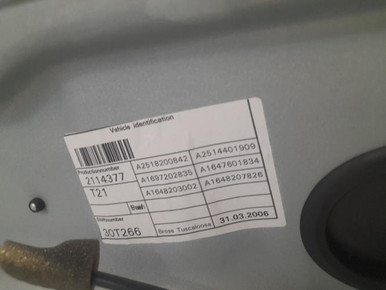 Vehicle identification
Productionnumber
2114377
T21
A2518200842
A2514401909
A1697202835
A1647601834
A1648203002
A1648207826
30T266
Brose Tuscaloosa
31.03.2006